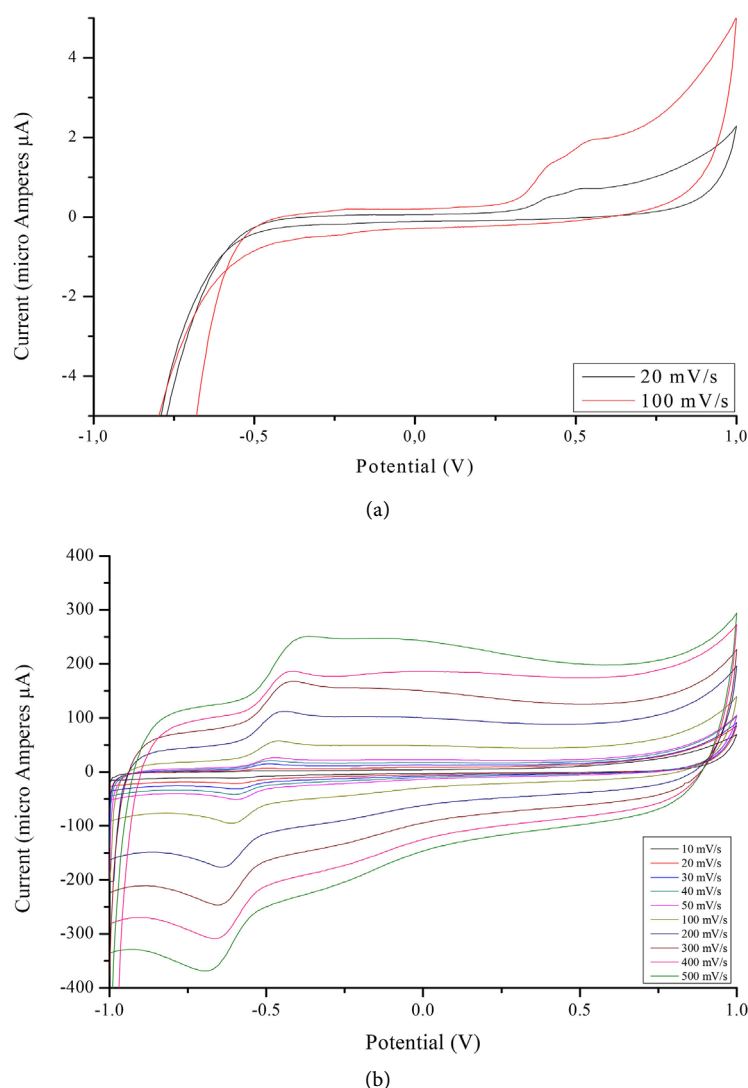 4
2
0
-2
-4
-1,0
-0,5
0,0
0,5
1,0
Current (micro Amperes µA)
Potential (V)
20 mV/s
100 mV/s
(a)
400
300
200
100
0
-100
-200
-300
-400
-1.0
-0.5
0.0
0.5
1.0
Current (micro Amperes µA)
Potential (V)
10 mV/s
20 mV/s
30 mV/s
40 mV/s
50 mV/s
100 mV/s
200 mV/s
300 mV/s
400 mV/s
500 mV/s
(b)